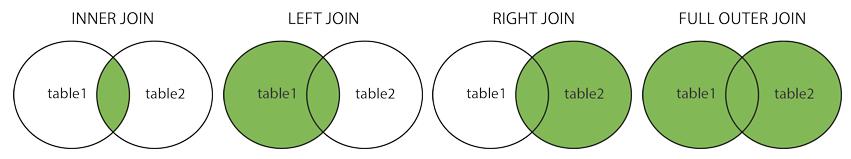 INNER JOIN
LEFT JOIN
RIGHT JOIN
FULL OUTER JOIN
table1
table2
table1
table2
table1
table2
table1
table2